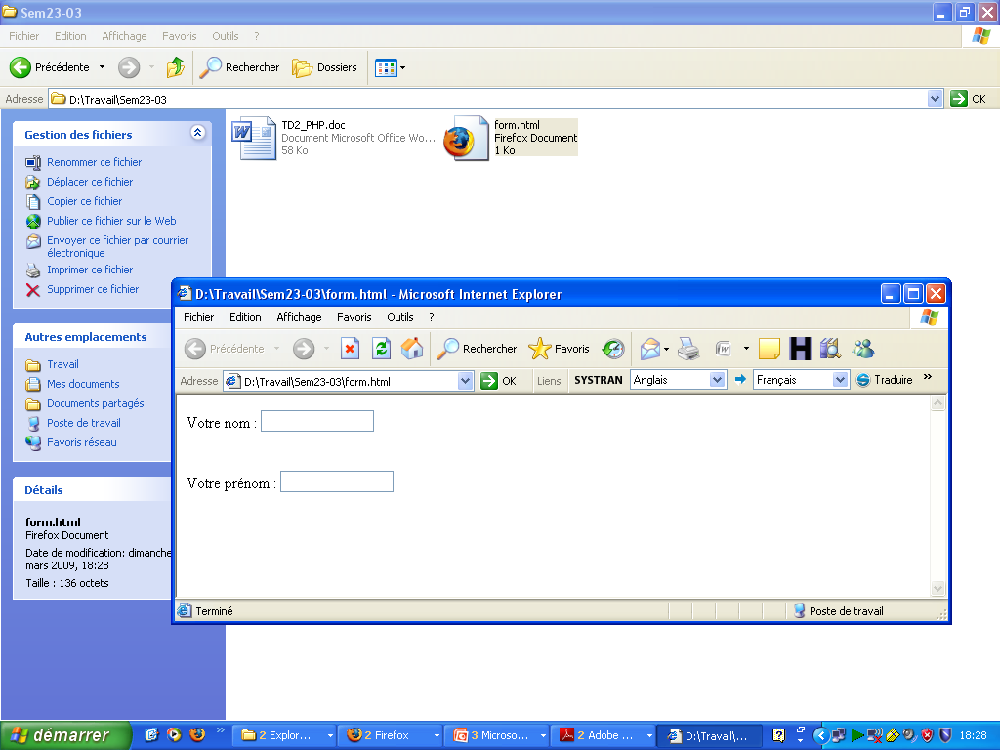 Sem23-03
Fichier Edition Affichage Favoris Outils ?
Précédente Rechercher Dossiers
Adresse D:\Travail\Sem23-03 OK
Gestion des fichiers
Renommer ce fichier
Déplacer ce fichier
Copier ce fichier
Publier ce fichier sur le Web
Envoyer ce fichier par courrier
électronique
Imprimer ce fichier
Supprimer ce fichier
Autres emplacements
Travail
Mes documents
Documents partagés
Poste de travail
Favoris réseau
Détails
form.html
Firefox Document
Date de modification: dimanche
mars 2009, 18:28
Taille : 136 octets
TD2_PHP.doc
Document Microsoft Office Wo...
58 Ko
form.html
Firefox Document
1 Ko
D:\Travail\Sem23-03\form.html - Microsoft Internet Explorer
Fichier Edition Affichage Favoris Outils ?
Précédente Rechercher Favoris
Adresse D:\Travail\Sem23-03\form.html OK Liens SYSTRAN Anglais Français Traduire »
Votre nom :
Votre prénom :
Terminé Poste de travail
démarrer » 2 Explor... 2 Firefox 3 Microso... 2 Adobe ... D:\Travail\... 18:28